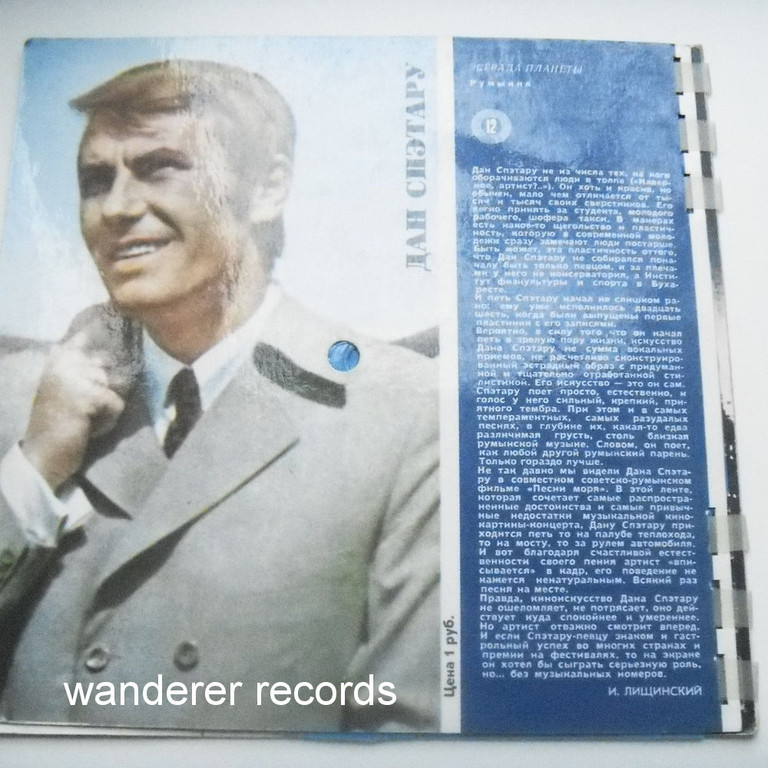 ДАН СПЭТАРУ
ЭСТРАДА ПЛАНЕТЫ
Румыния
12
Дан Спэтару не из числа тех, на кого
оборачиваются люди в толпе («Навер-
ное, артист?..»). Он хоть и красив, но
обычен, мало чем отличается от ты-
сяч и тысяч своих сверстников. Его
легко принять за студента, молодого
рабочего, шофера такси. В манерах
есть какое-то щегольство и пластич-
ность, которую в современной моло-
дежи сразу замечают люди постарше.
Быть может, эта пластичность оттого,
что Дан Спэтару не собирался пона-
чалу быть только певцом, и за плеча-
ми у него не консерватория, а Инсти-
тут физкультуры и спорта в Буха-
ресте.
И петь Спэтару начал не слишком ра-
но: ему уже исполнилось двадцать
шесть, когда были выпущены первые
пластинки с его записями.
Вероятно, в силу того что он начал
петь в зрелую пору жизни, искусство
Дана Спэтару не сумма вокальных
приемов, не расчетливо сконструиро-
ванный эстрадный образ с придуман-
ной и тщательно отработанной сти-
листикой. Его искусство — это он сам.
Спэтару поет просто, естественно, и
голос у него сильный, крепкий, при-
ятного тембра. При этом и в самых
темпераментных, самых разудалых
песнях, в глубине их, какая-то едва
различимая грусть, столь близкая
румынской музыке. Словом, он поет,
как любой другой румынский парень.
Только гораздо лучше.
Не так давно мы видели Дана Спэта-
ру в совместном советско-румынском
фильме «Песни моря». В этой ленте,
которая сочетает самые распростра-
ненные достоинства и самые привыч-
ные недостатки музыкальной кино-
картины-концерта, Дану Спэтару при-
ходится петь то на палубе теплохода,
то на мосту, то за рулем автомобиля.
И вот благодаря счастливой естест-
венности своего пения артист «впи-
сывается» в кадр, его поведение не
кажется ненатуральным. Всякий раз
песня на месте.
Правда, киноискусство Дана Спэтару
не ошеломляет, не потрясает, оно дей-
ствует куда спокойнее и умереннее.
Но артист отважно смотрит вперед.
И если Спэтару-певцу знаком и гаст-
рольный успех во многих странах и
премии на фестивалях, то на экране
он хотел бы сыграть серьезную роль,
но... без музыкальных номеров.
И. ЛИЩИНСКИЙ
Цена 1 руб.
wanderer records